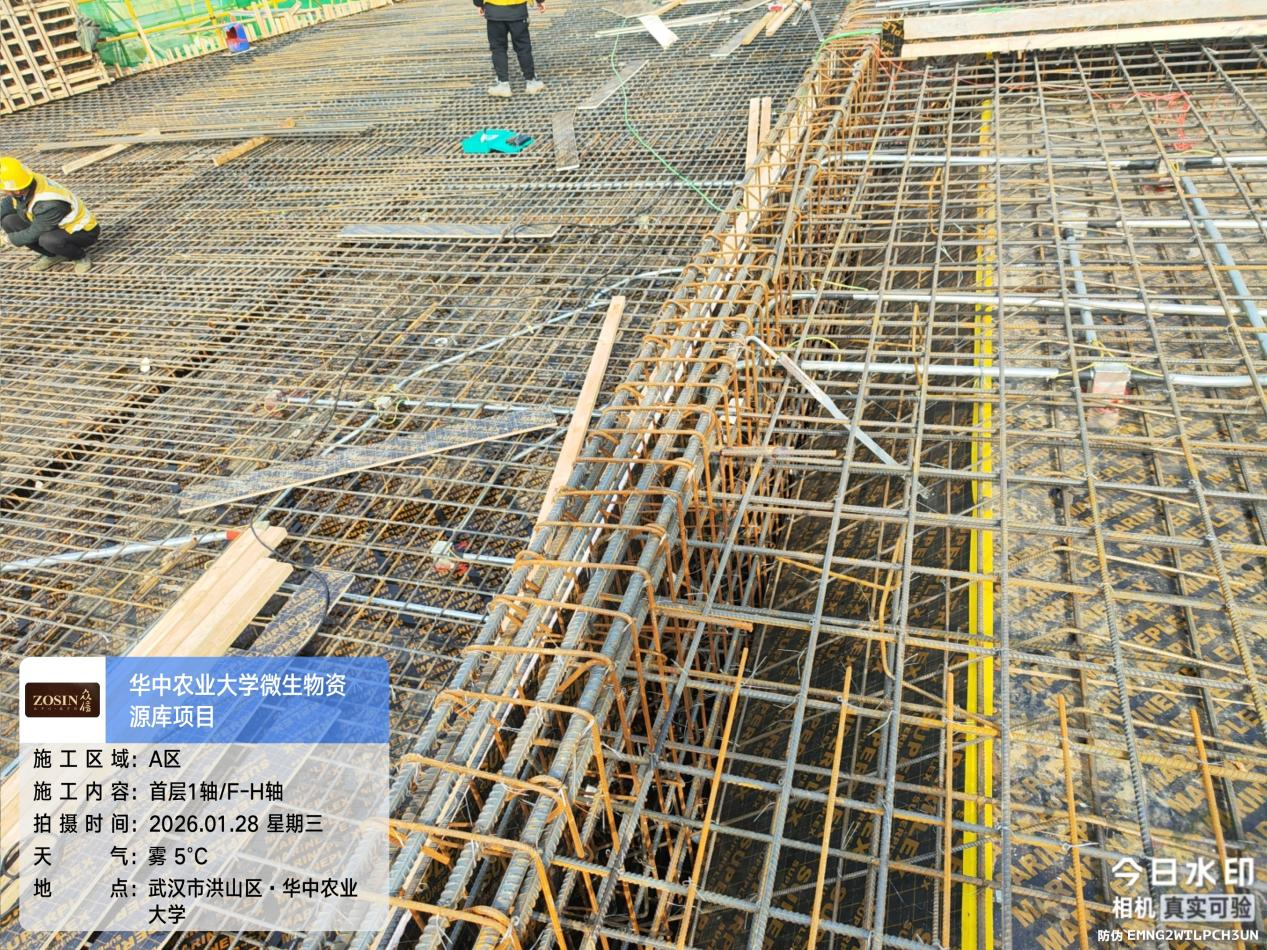 ZOSIN 众信
华中农业大学微生物资
源库项目
施工区域：A区
施工内容：首层1轴/F-H轴
拍摄时间：2026.01.28 星期三
天气：雾 5℃
地点：武汉市洪山区·华中农业
大学
今日水印
相机 真实可验
防伪 EMNG2WTLPCH3UN